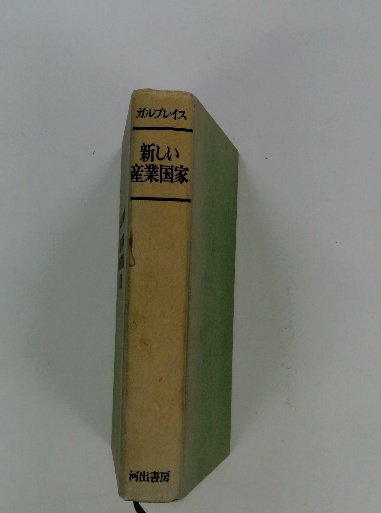 ガルブレイス
新しい
産業国家
河出書房